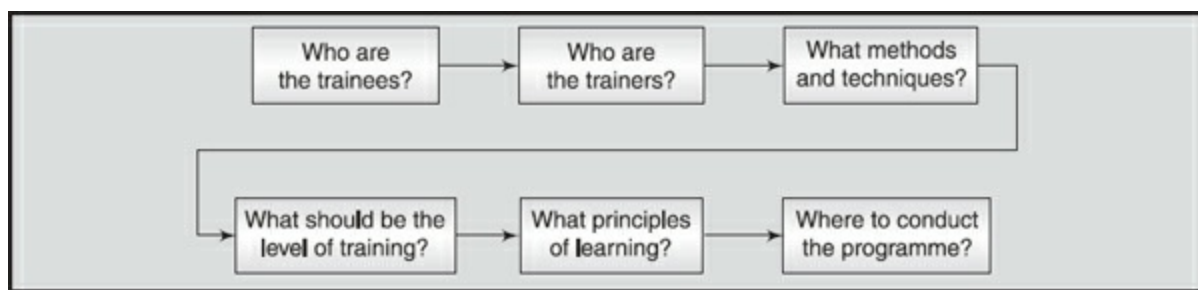 Who are
the trainees?
Who are
the trainers?
What methods
and techniques?
What should be the
level of training?
What principles
of learning?
Where to conduct
the programme?